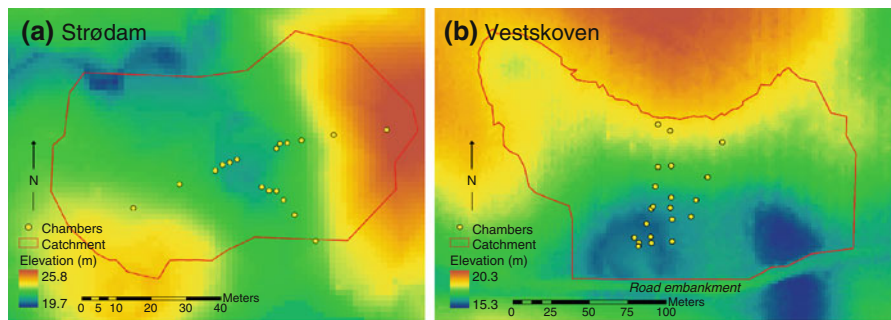 (a) Strødam
N
Chambers
Catchment
Elevation (m)
25.8
19.7
Meters
0 5 10 20 30 40
(b) Vestskoven
N
Chambers
Catchment
Elevation (m)
20.3
15.3
Road embankment
Meters
0 25 50 75 100